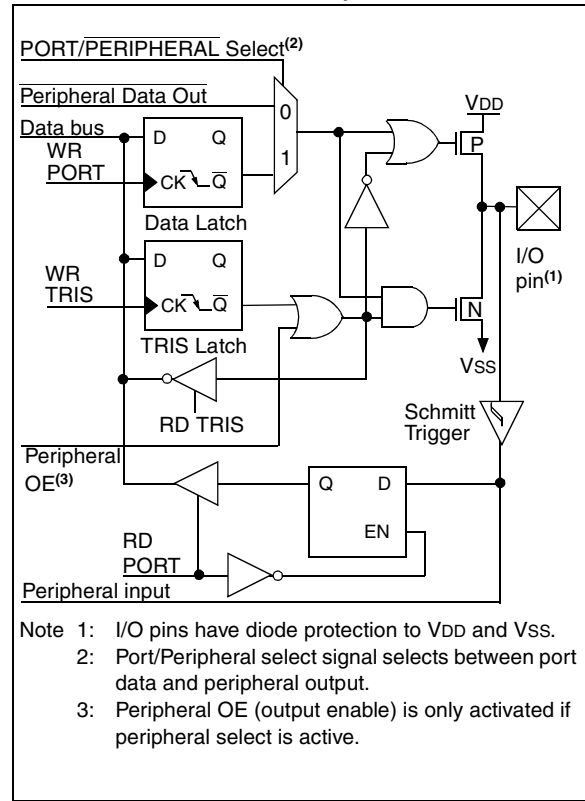 PORT/PERIPHERAL Select(2)
Peripheral Data Out
Data bus
WR
PORT
D Q
CK Q
Data Latch
0
1
VDD
P
I/O
pin(1)
WR
TRIS
D Q
CK Q
TRIS Latch
N
VSS
RD TRIS
Schmitt
Trigger
Peripheral
OE(3)
Q D
EN
RD
PORT
Peripheral input
Note 1: I/O pins have diode protection to VDD and VSS.
2: Port/Peripheral select signal selects between port
data and peripheral output.
3: Peripheral OE (output enable) is only activated if
peripheral select is active.